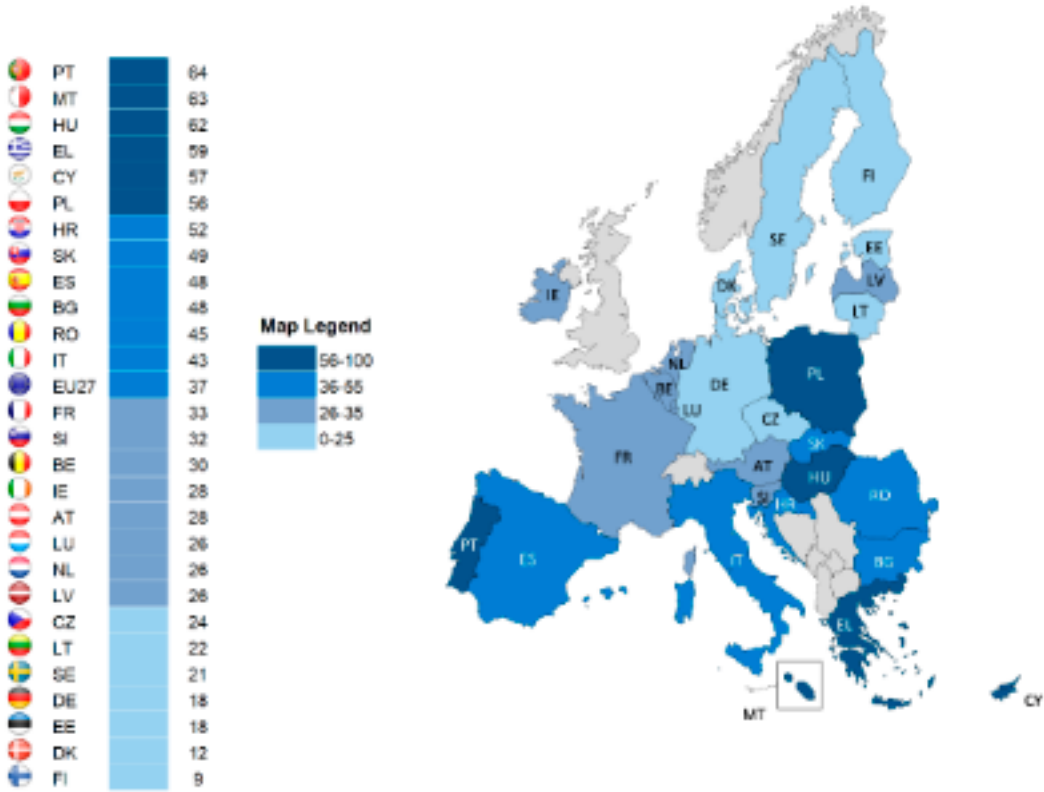 PT 64
MT 63
HU 62
EL 59
CY 57
PL 56
HR 52
SK 49
ES 48
BG 48
RO 45
IT 43
EU27 37
FR 33
SI 32
BE 30
IE 28
AT 28
LU 26
NL 26
LV 26
CZ 24
LT 22
SE 21
DE 18
EE 18
DK 12
FI 9
Map Legend
56-100
36-55
26-35
0-25
FI
SE
EE
LV
LT
DK
IE
NL
BE
LU
DE
PL
CZ
SK
FR
AT
HU
SI
HR
RO
PT
ES
IT
BG
EL
MT
CY